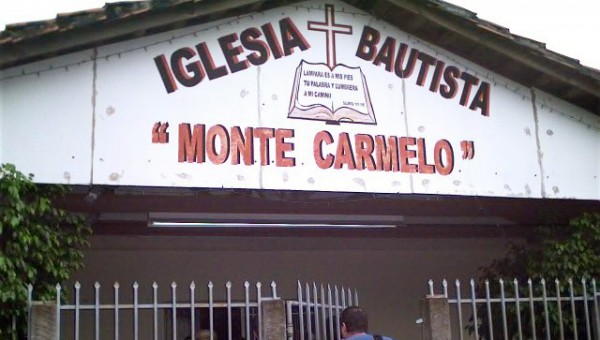 IGLESIA BAUTISTA
LAMPARA ES A MIS PIES
TU PALABRA Y LUMBRERA
A MI CAMINO
"MONTE CARMELO"